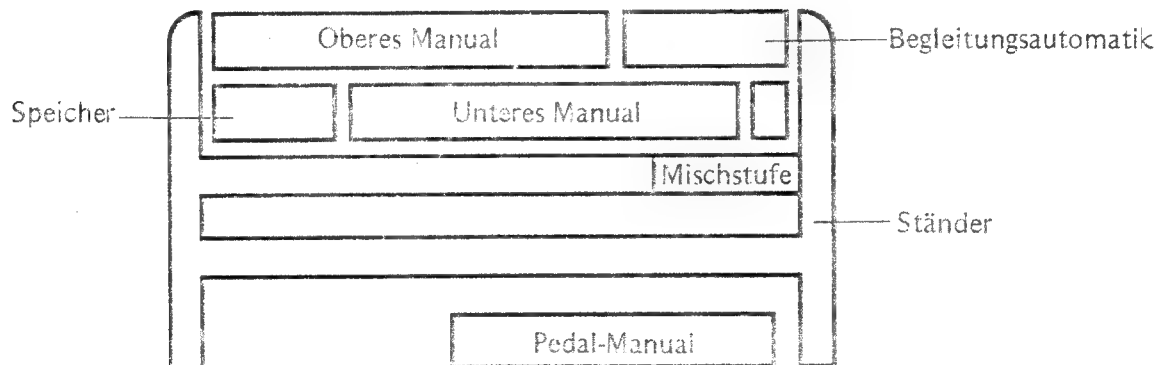 Oberes Manual
Begleitungsautomatik
Speicher
Unteres Manual
Mischstufe
Ständer
Pedal-Manual